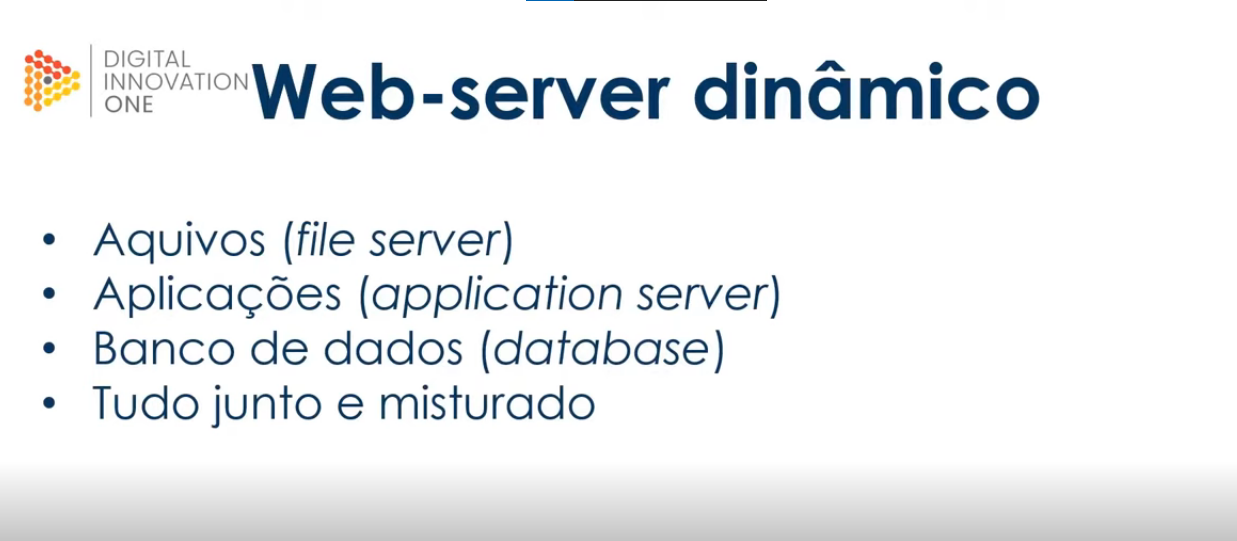 DIGITAL
INNOVATION
ONE
Web-server dinâmico
• Aquivos (file server)
• Aplicações (application server)
• Banco de dados (database)
• Tudo junto e misturado